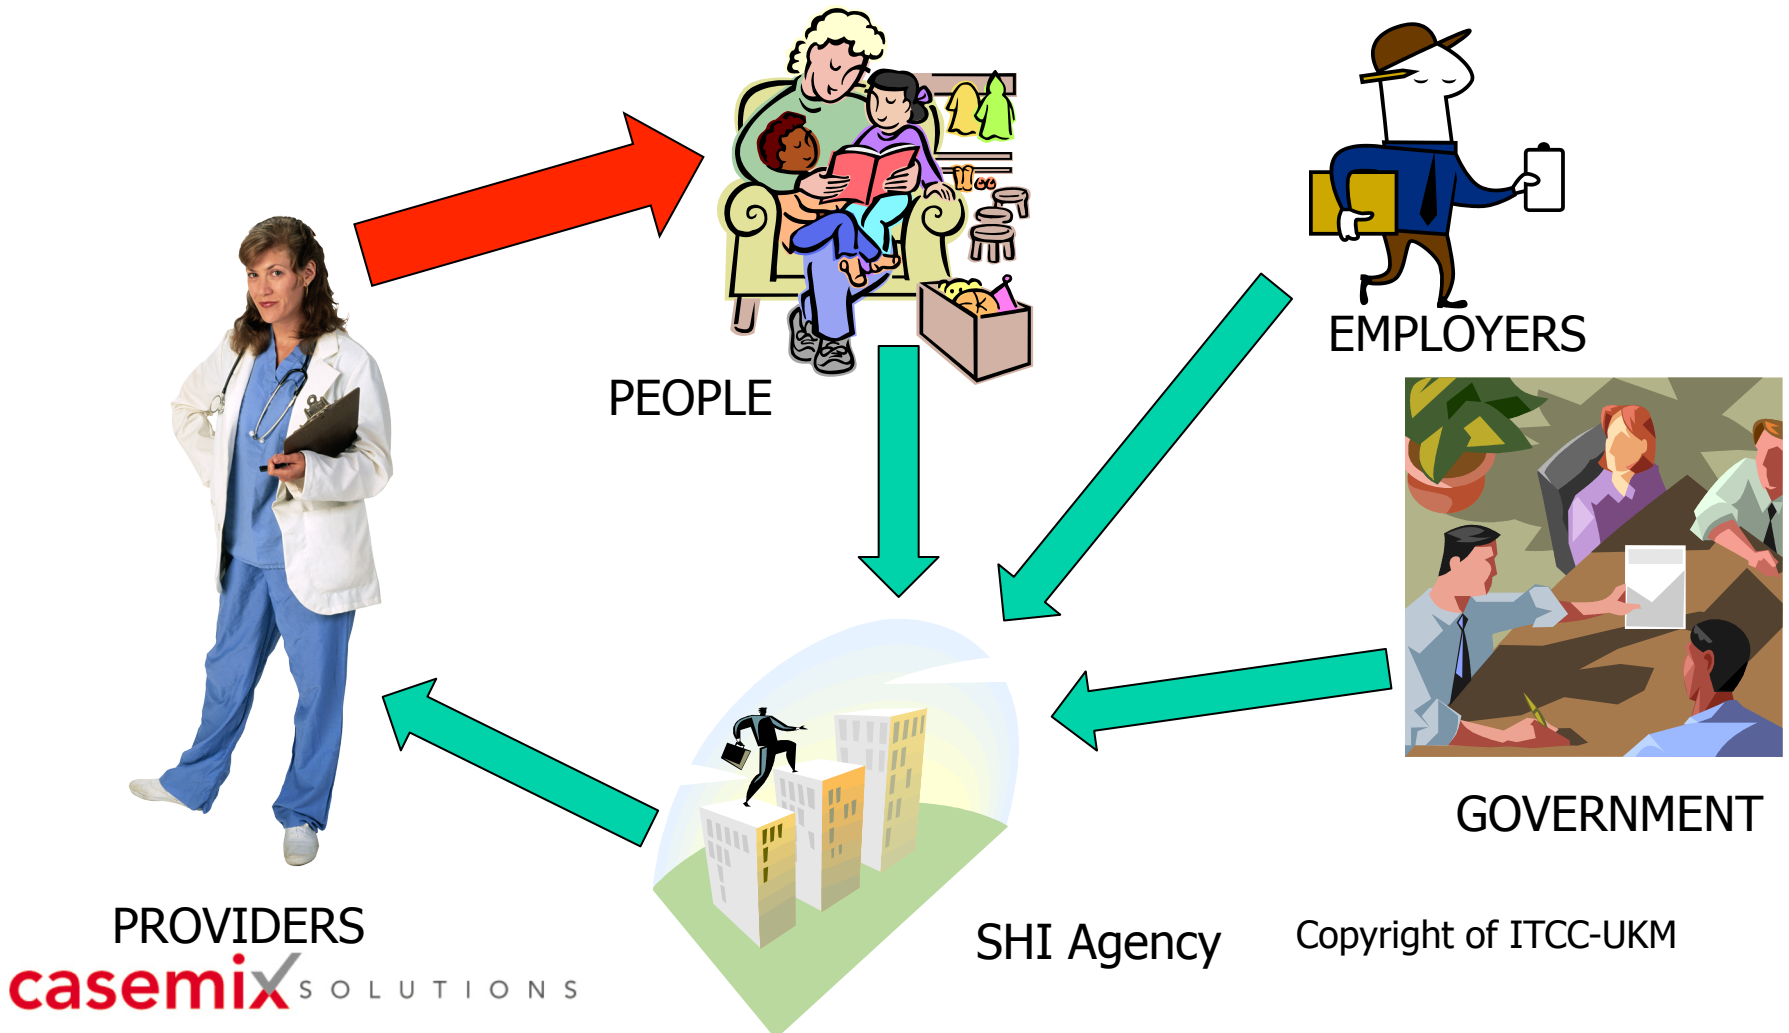 EMPLOYERS
PEOPLE
GOVERNMENT
PROVIDERS
SHI Agency
Copyright of ITCC-UKM
casemix SOLUTIONS